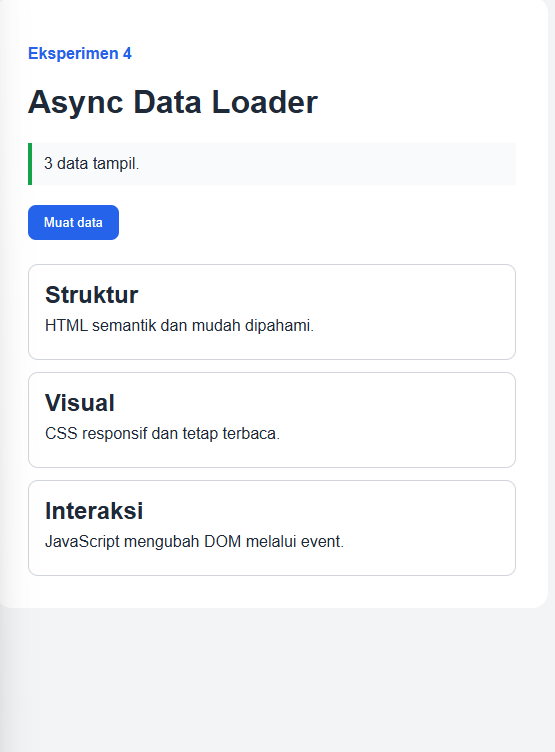 Eksperimen 4
Async Data Loader
3 data tampil.
Muat data
Struktur
HTML semantik dan mudah dipahami.
Visual
CSS responsif dan tetap terbaca.
Interaksi
JavaScript mengubah DOM melalui event.